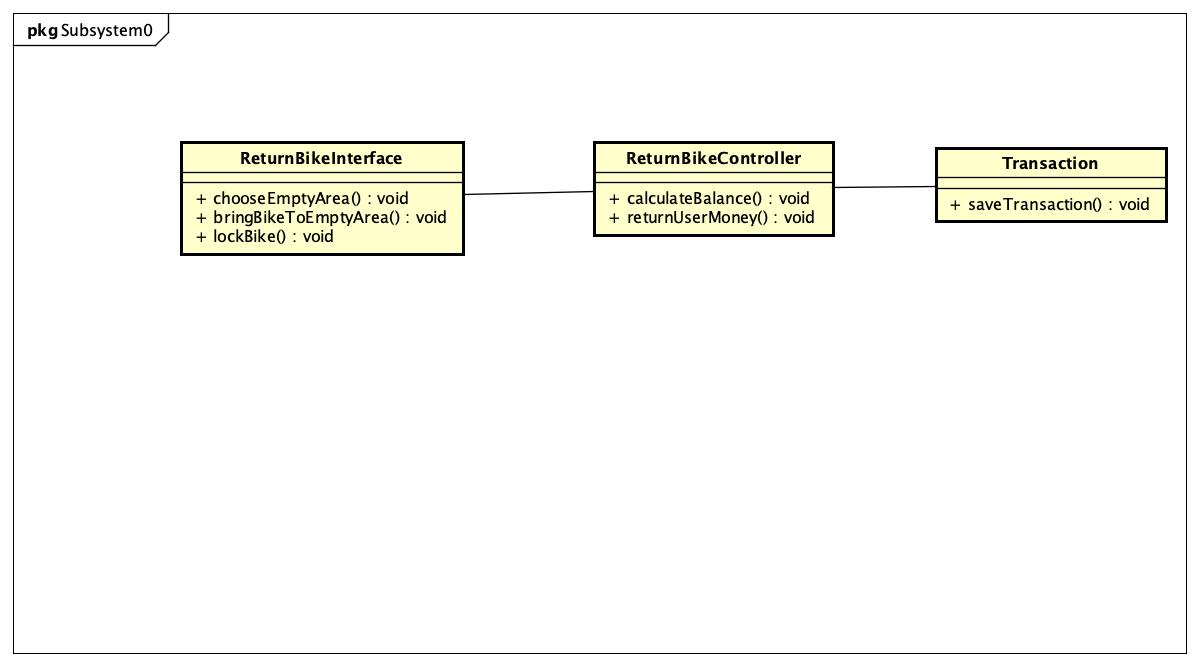 pkg Subsystem0
ReturnBikeInterface
+ chooseEmptyArea() : void
+ bringBikeToEmptyArea() : void
+ lockBike() : void
ReturnBikeController
+ calculateBalance() : void
+ returnUserMoney() : void
Transaction
+ saveTransaction() : void